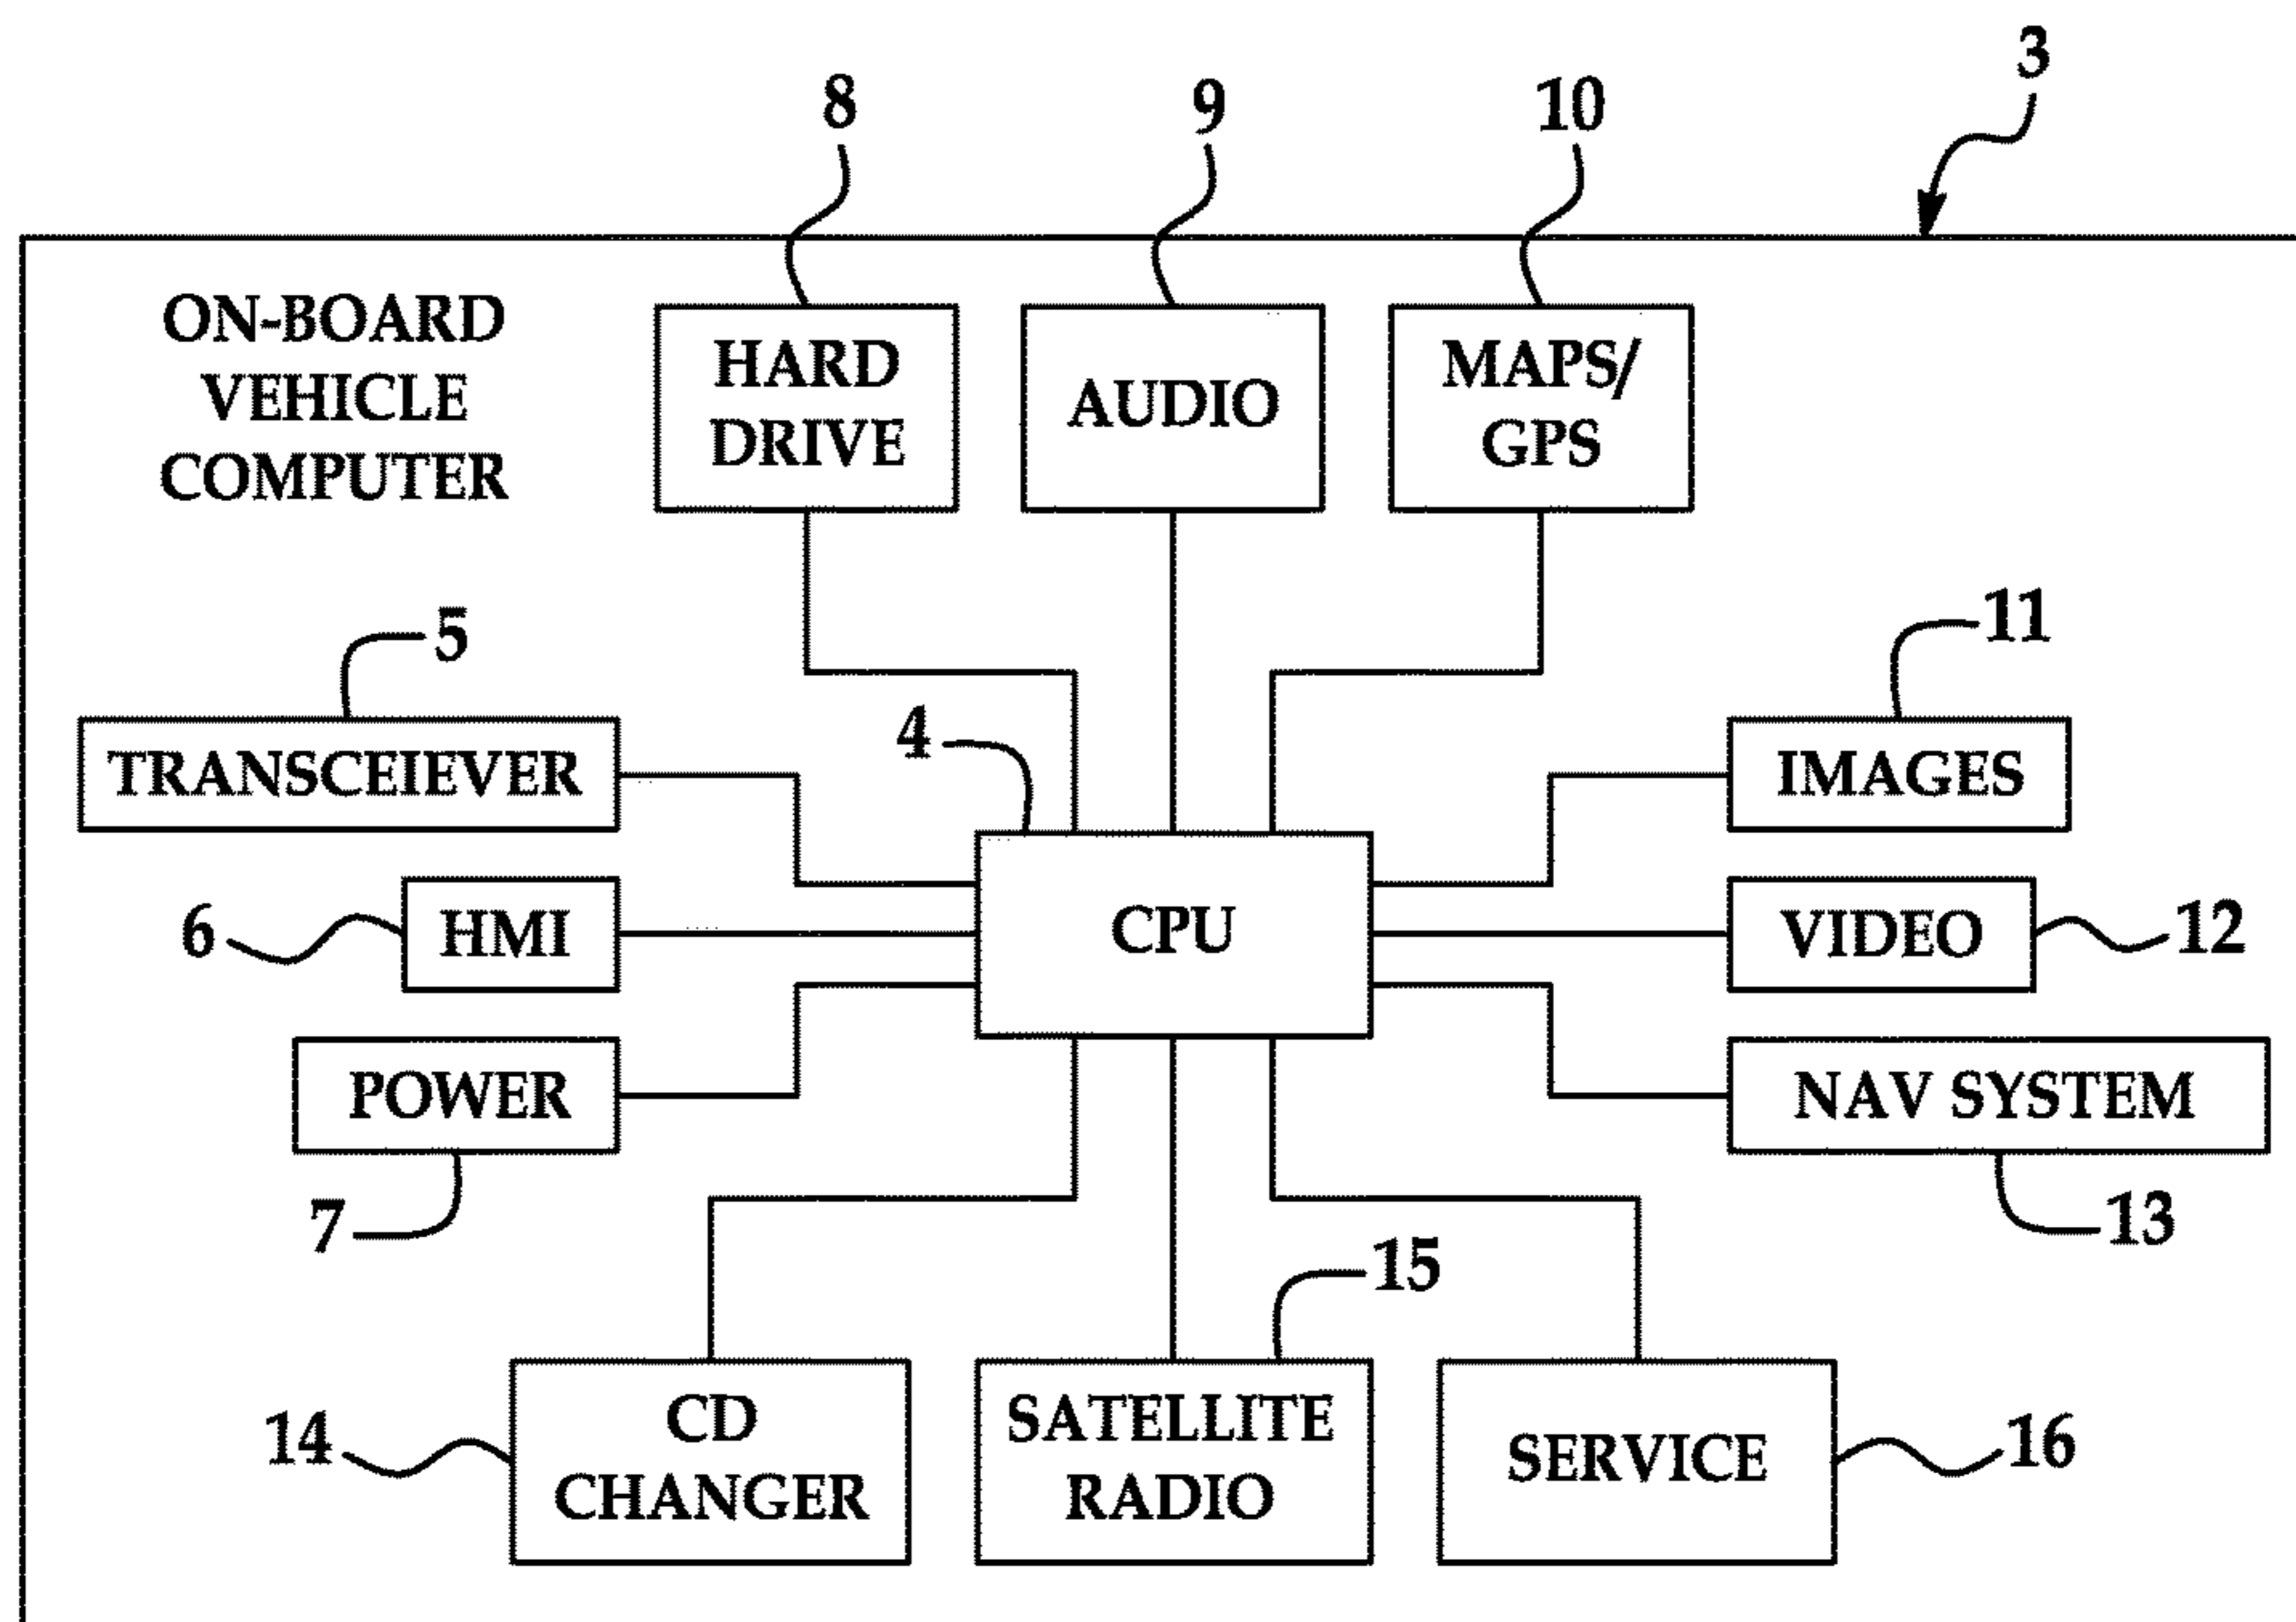 3
8
9
10
ON-BOARD
VEHICLE
COMPUTER
HARD
DRIVE
AUDIO
MAPS/
GPS
5
11
4
TRANSCEIEVER
IMAGES
6
HMI
CPU
VIDEO
12
POWER
NAV SYSTEM
7
13
15
14
CD
CHANGER
SATELLITE
RADIO
SERVICE
16